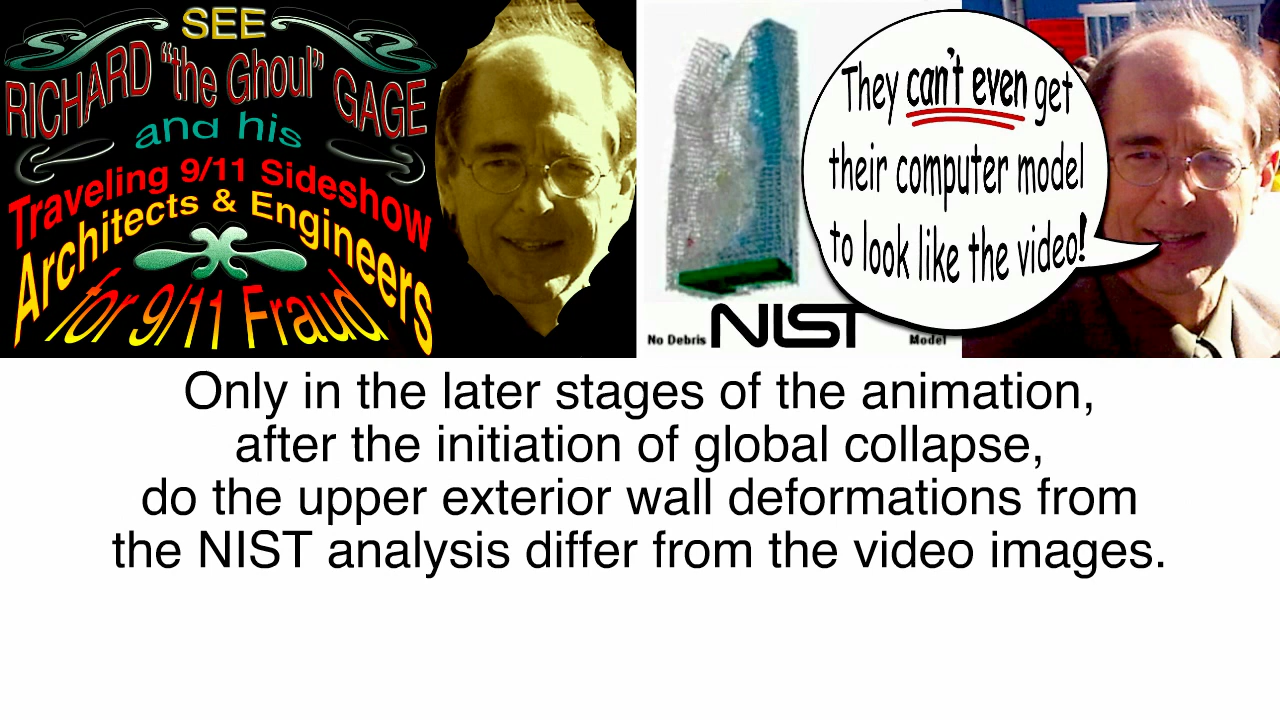 SEE
RICHARD "the Ghoul" GAGE
and his
Traveling 9/11 Sideshow
Architects & Engineers
for 9/11 Fraud
They can't even get
their computer model
to look like the video!
NIST
No Debris Model
Only in the later stages of the animation,
after the initiation of global collapse,
do the upper exterior wall deformations from
the NIST analysis differ from the video images.